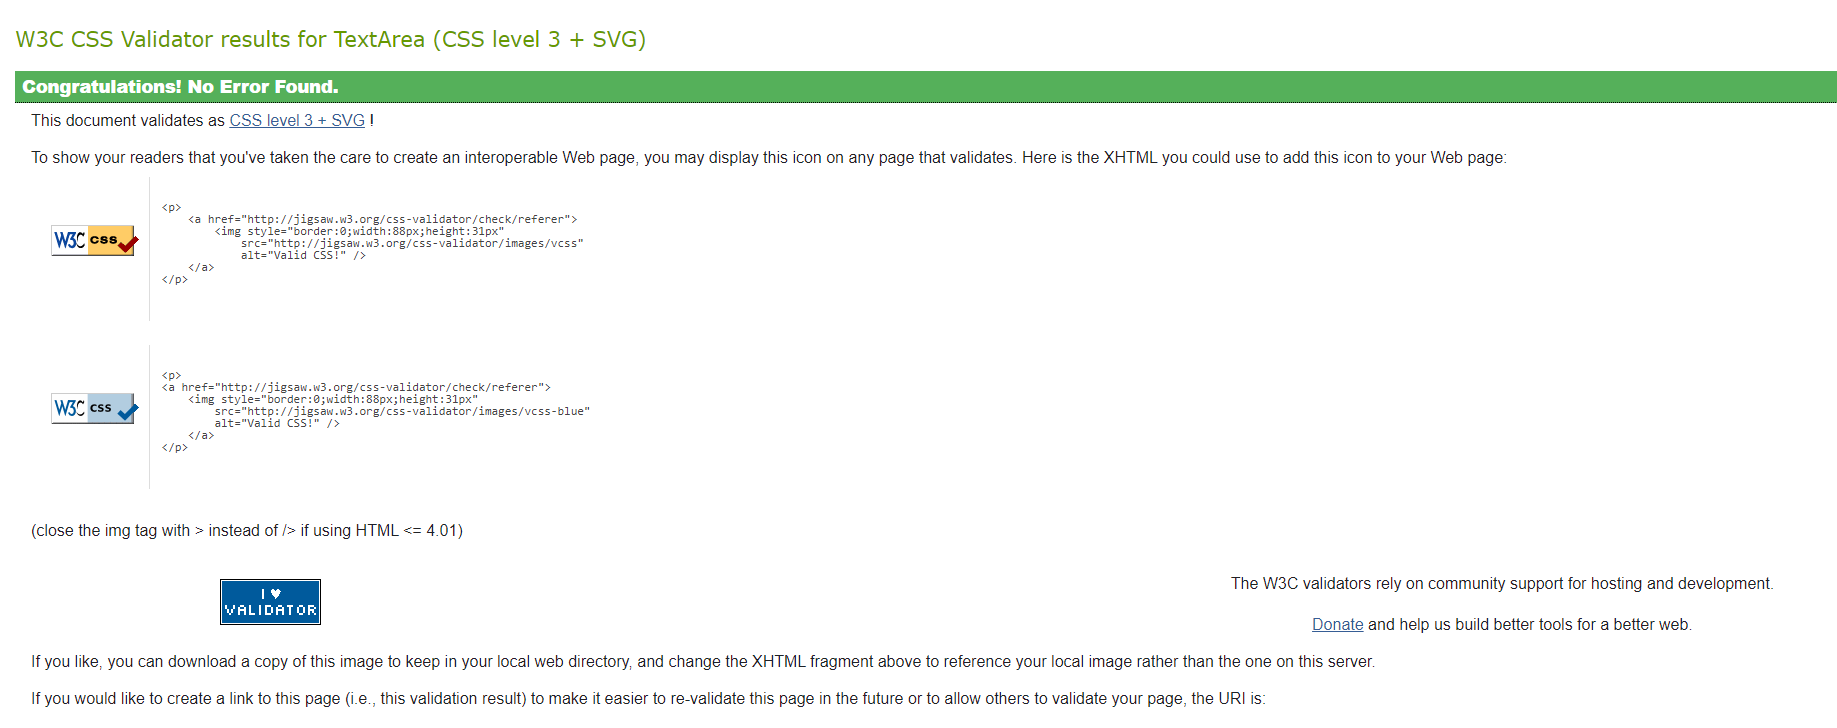 W3C CSS Validator results for TextArea (CSS level 3 + SVG)
Congratulations! No Error Found.
This document validates as CSS level 3 + SVG !
To show your readers that you've taken the care to create an interoperable Web page, you may display this icon on any page that validates. Here is the XHTML you could use to add this icon to your Web page:
W3C css
<p>
    <a href="http://jigsaw.w3.org/css-validator/check/referer">
        <img style="border:0;width:88px;height:31px"
            src="http://jigsaw.w3.org/css-validator/images/vcss"
            alt="Valid CSS!" />
    </a>
</p>
W3C css
<p>
<a href="http://jigsaw.w3.org/css-validator/check/referer">
    <img style="border:0;width:88px;height:31px"
        src="http://jigsaw.w3.org/css-validator/images/vcss-blue"
        alt="Valid CSS!" />
    </a>
</p>
(close the img tag with > instead of /> if using HTML <= 4.01)
I ♥
VALIDATOR
The W3C validators rely on community support for hosting and development.
Donate and help us build better tools for a better web.
If you like, you can download a copy of this image to keep in your local web directory, and change the XHTML fragment above to reference your local image rather than the one on this server.
If you would like to create a link to this page (i.e., this validation result) to make it easier to re-validate this page in the future or to allow others to validate your page, the URI is: